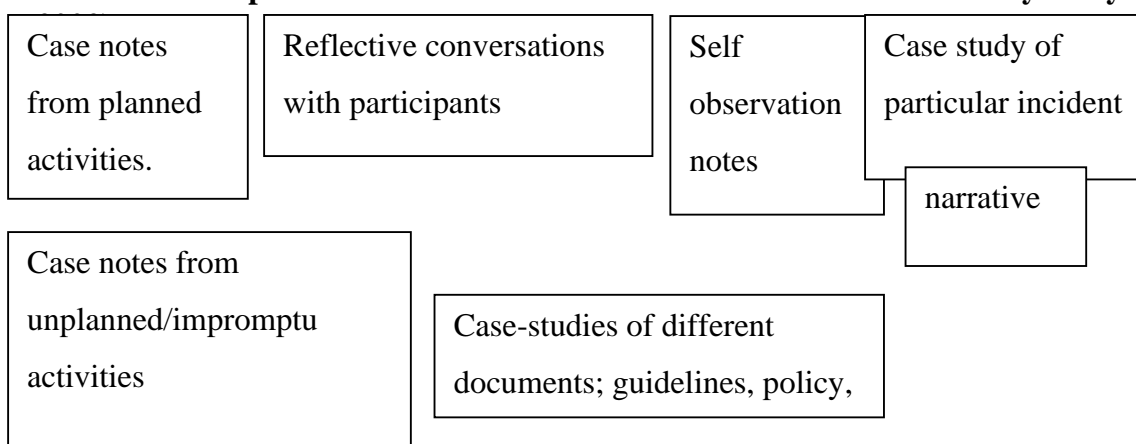 Case notes
from planned
activities.
Reflective conversations
with participants
Self
observation
notes
Case study of
particular incident
narrative
Case notes from
unplanned/impromptu
activities
Case-studies of different
documents; guidelines, policy,